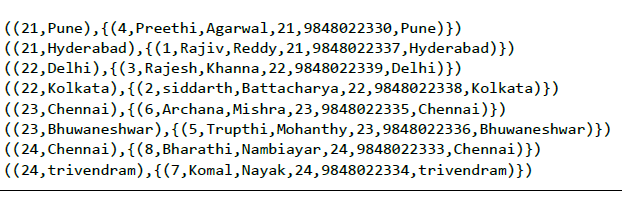 ((21,Pune),{(4,Preethi,Agarwal,21,9848022330,Pune)})
((21,Hyderabad),{(1,Rajiv,Reddy,21,9848022337,Hyderabad)})
((22,Delhi),{(3,Rajesh,Khanna,22,9848022339,Delhi)})
((22,Kolkata),{(2,siddarth,Battacharya,22,9848022338,Kolkata)})
((23,Chennai),{(6,Archana,Mishra,23,9848022335,Chennai)})
((23,Bhuwaneshwar),{(5,Trupthi,Mohanthy,23,9848022336,Bhuwaneshwar)})
((24,Chennai),{(8,Bharathi,Nambiayar,24,9848022333,Chennai)})
((24,trivendram),{(7,Komal,Nayak,24,9848022334,trivendram)})